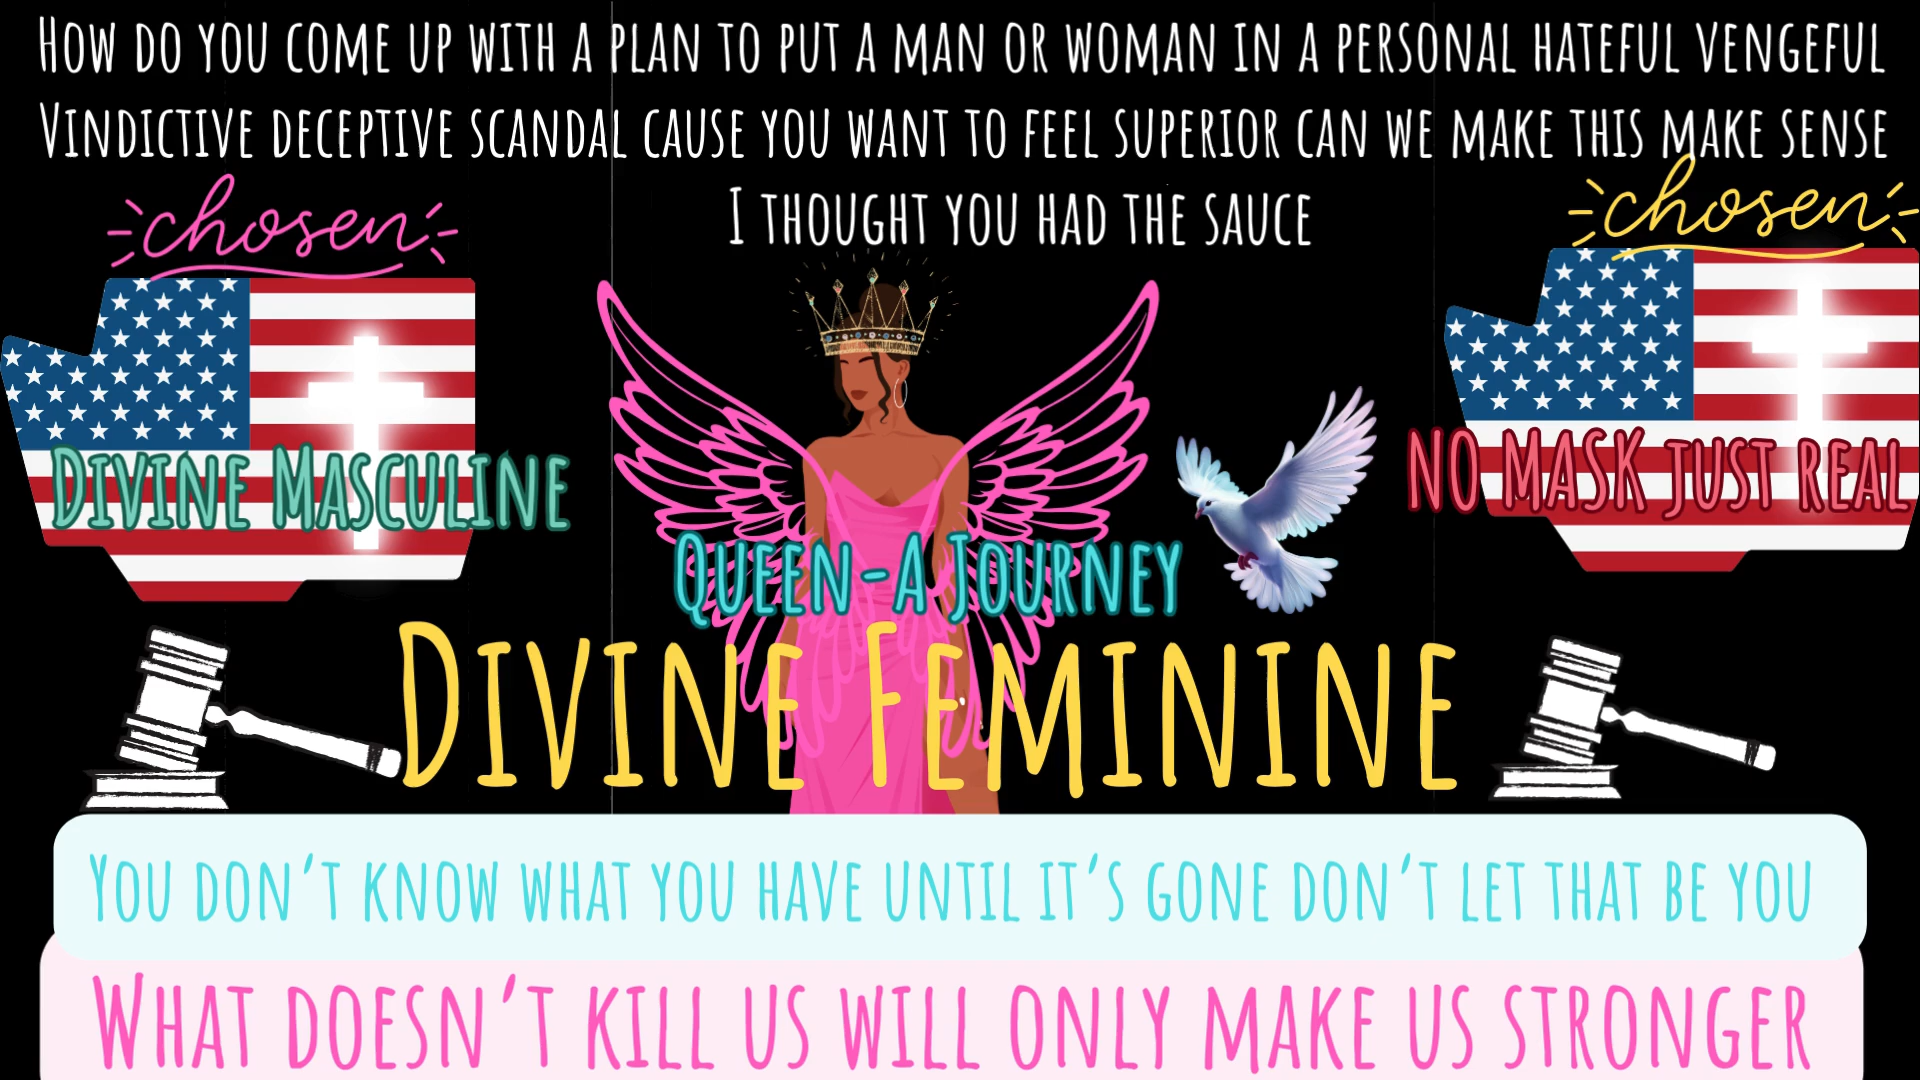 How do you come up with a plan to put a man or woman in a personal hateful vengeful
Vindictive deceptive scandal cause you want to feel superior can we make this make sense
I thought you had the sauce
chosen
chosen
Divine Masculine
NO MASK just real
Queen -A Journey
Divine Feminine
You don't know what you have until it's gone don't let that be you
What doesn't kill us will only make us stronger